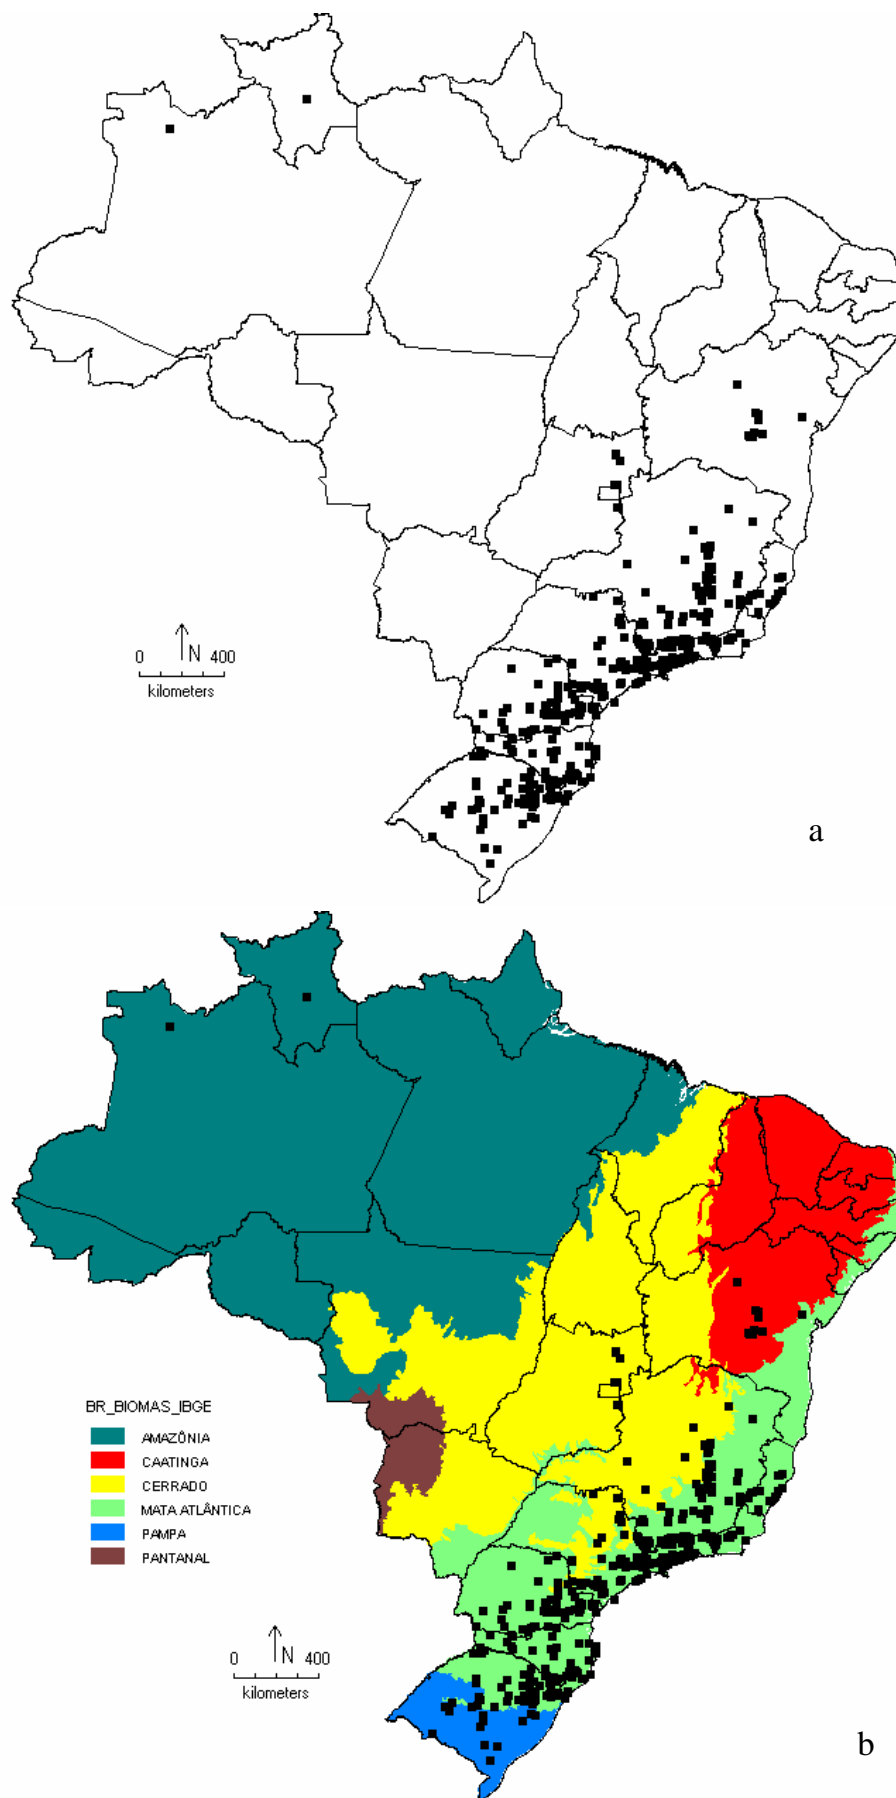 0 N 400
kilometers
a
BR_BIOMAS_IBGE
AMAZÔNIA
CAATINGA
CERRADO
MATA ATLÂNTICA
PAMPA
PANTANAL
0 N 400
kilometers
b